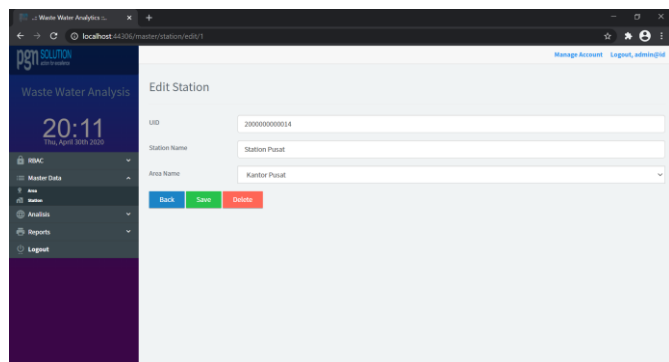 ..: Waste Water Analytics ::..
localhost:44306/master/station/edit/1
pgn SOLUTION
Manage Account Logout, admin@id
Waste Water Analysis
20:11
Thu, April 30th 2020
RBAC
Master Data
Area
Station
Analisis
Reports
Logout
Edit Station
UID
2000000000014
Station Name
Station Pusat
Area Name
Kantor Pusat
Back Save Delete